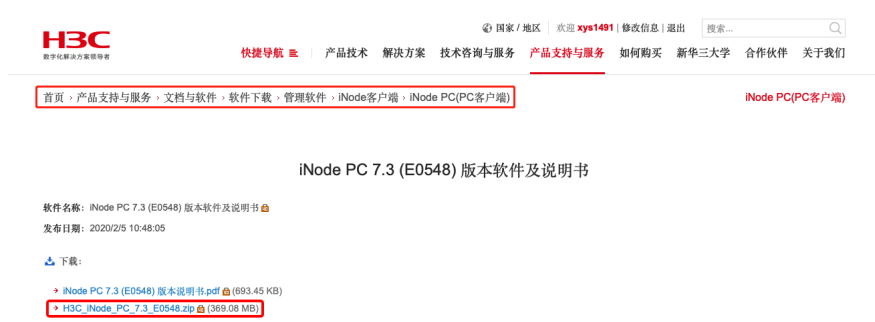 国家 / 地区 欢迎 xys1491 | 修改信息 | 退出 搜索...
H3C
数字化解决方案领导者
快捷导航 产品技术 解决方案 技术咨询与服务 产品支持与服务 如何购买 新华三大学 合作伙伴 关于我们
首页 › 产品支持与服务 › 文档与软件 › 软件下载 › 管理软件 › iNode客户端 › iNode PC(PC客户端) iNode PC(PC客户端)
iNode PC 7.3 (E0548) 版本软件及说明书
软件名称: iNode PC 7.3 (E0548) 版本软件及说明书
发布日期: 2020/2/5 10:48:05
下载:
iNode PC 7.3 (E0548) 版本说明书.pdf (693.45 KB)
H3C_iNode_PC_7.3_E0548.zip (369.08 MB)